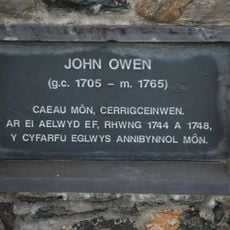 JOHN OWEN
(g.c. 1705 – m. 1765)
CAEAU MÔN, CERRIGCEINWEN.
AR EI AELWYD EF, RHWNG 1744 A 1748,
Y CYFARFU EGLWYS ANNIBYNNOL MÔN.